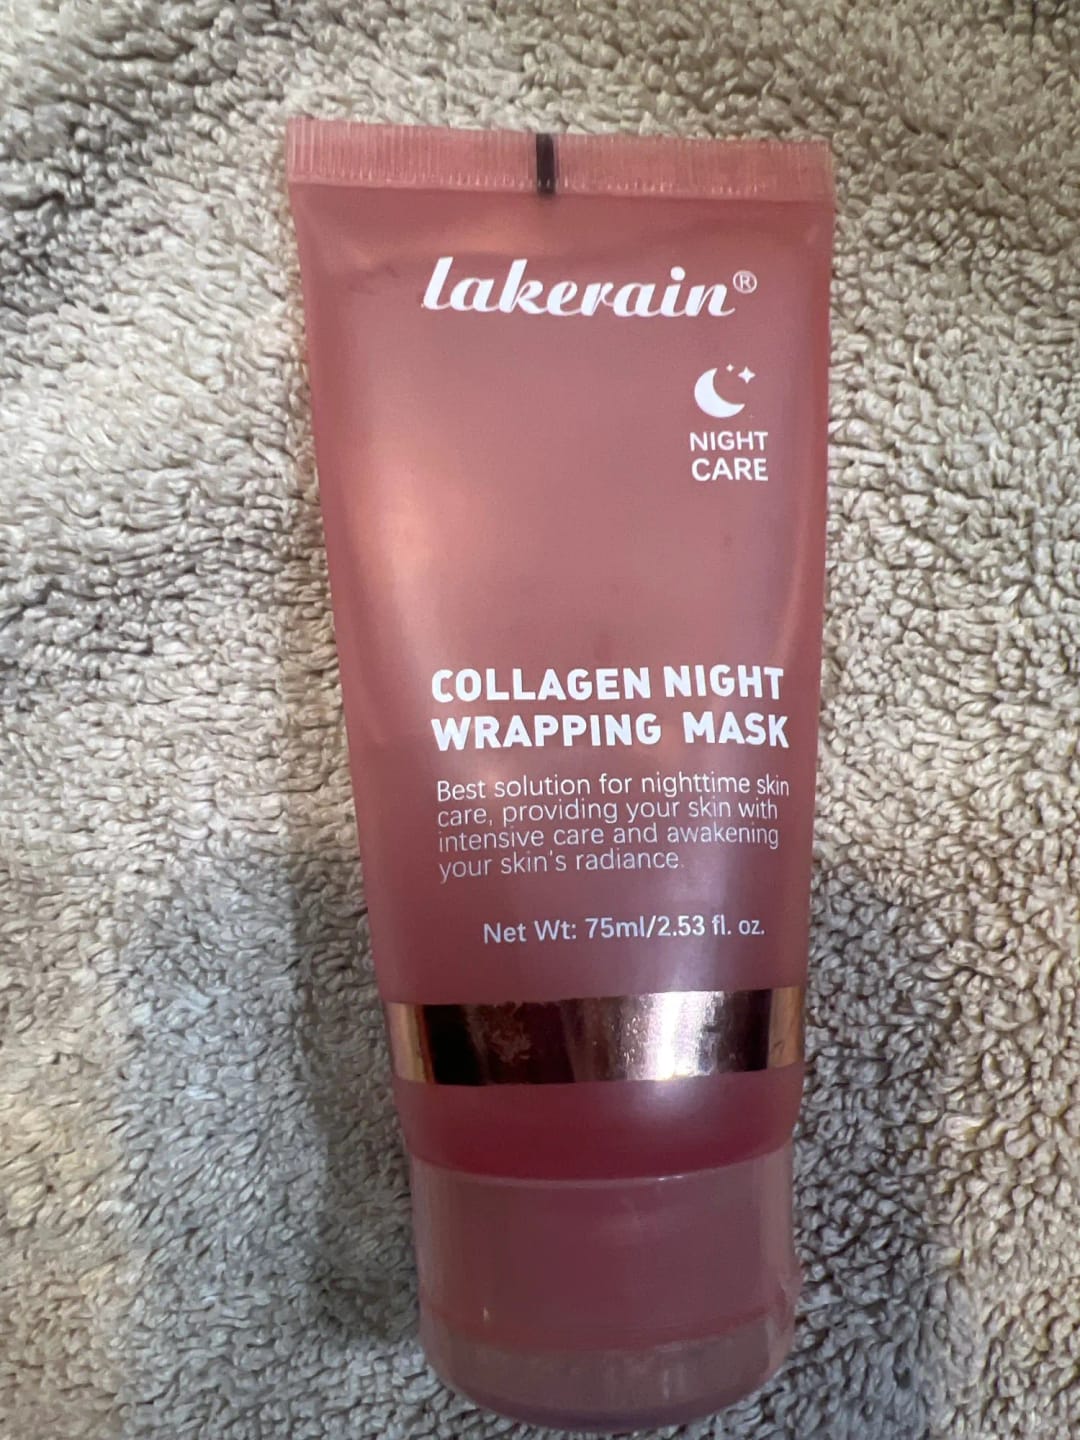 lakerain®
NIGHT
CARE
COLLAGEN NIGHT
WRAPPING MASK
Best solution for nighttime skin
care, providing your skin with
intensive care and awakening
your skin's radiance.
Net Wt: 75ml/2.53 fl. oz.